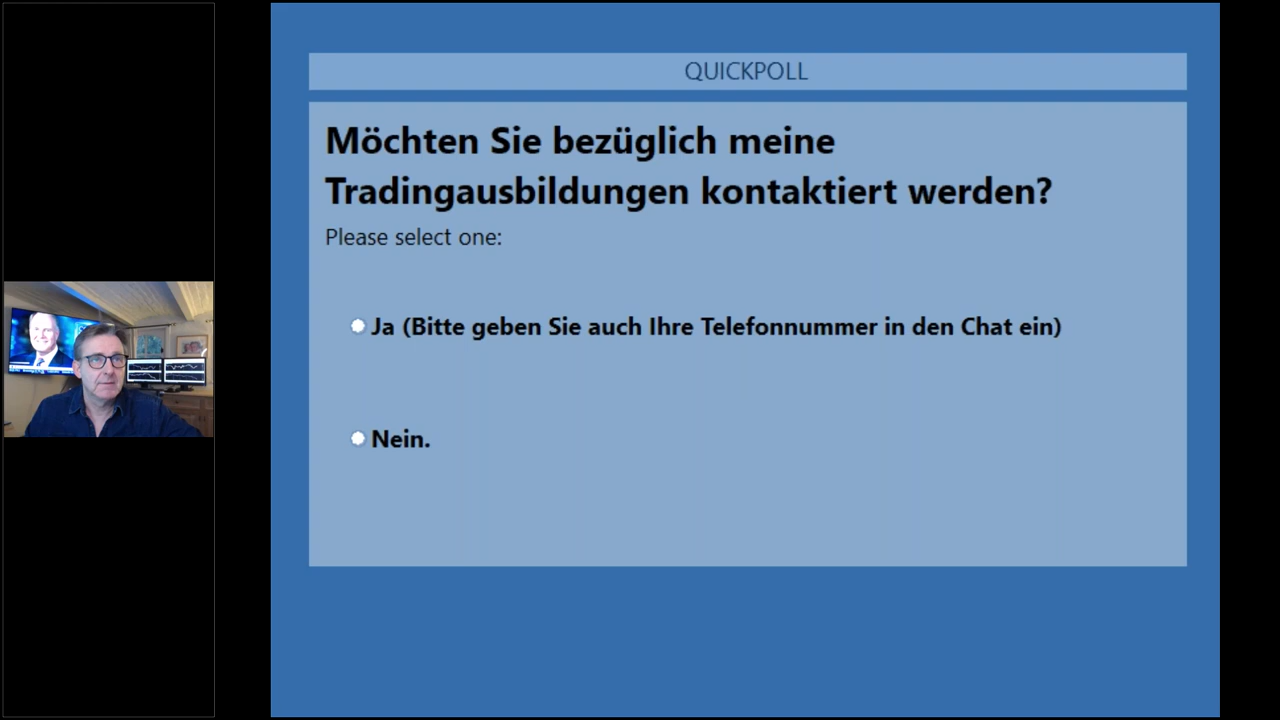 QUICKPOLL
Möchten Sie bezüglich meine
Tradingausbildungen kontaktiert werden?
Please select one:
Ja (Bitte geben Sie auch Ihre Telefonnummer in den Chat ein)
Nein.